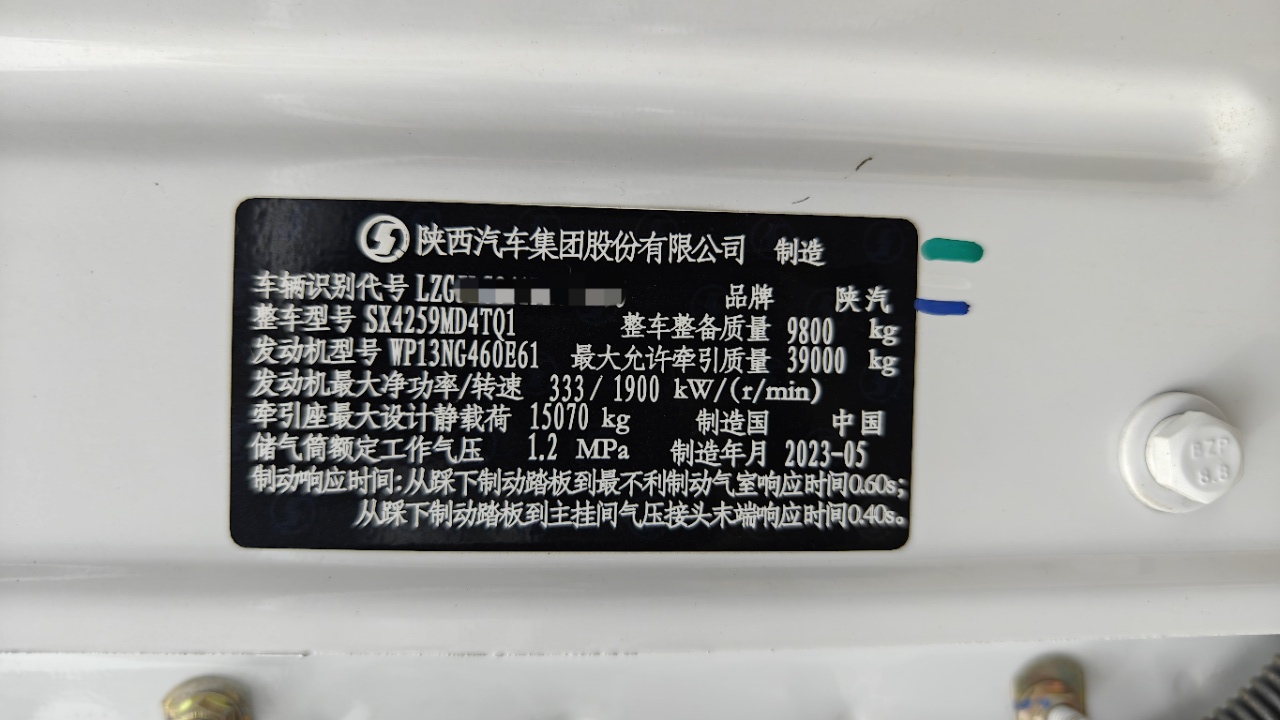 陕西汽车集团股份有限公司 制造
车辆识别代号 LZG 品牌 陕汽
整车型号 SX4259MD4TQ1 整车整备质量 9800 kg
发动机型号 WP13NG460E61 最大允许牵引质量 39000 kg
发动机最大净功率/转速 333/ 1900 kW/(r/min)
牵引座最大设计静载荷 15070 kg 制造国 中国
储气筒额定工作气压 1.2 MPa 制造年月 2023-05
制动响应时间:从踩下制动踏板到最不利制动气室响应时间0.60s;
从踩下制动踏板到主挂间气压接头末端响应时间0.40s。
BZP
8.8